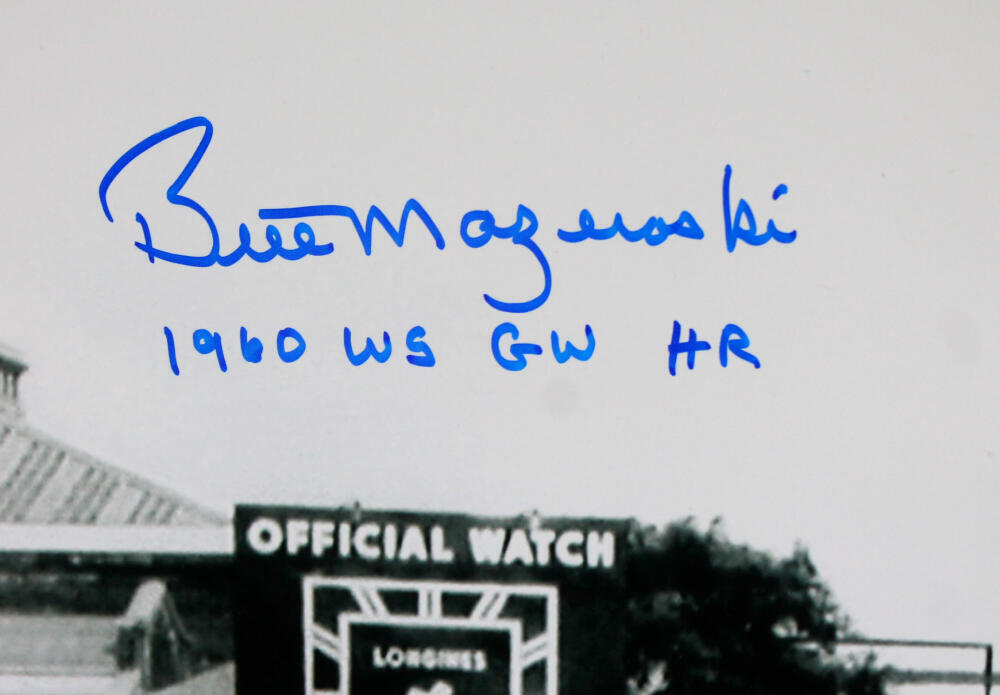 Bill Mazeroski
1960 WS GW HR
OFFICIAL WATCH
LONGINES